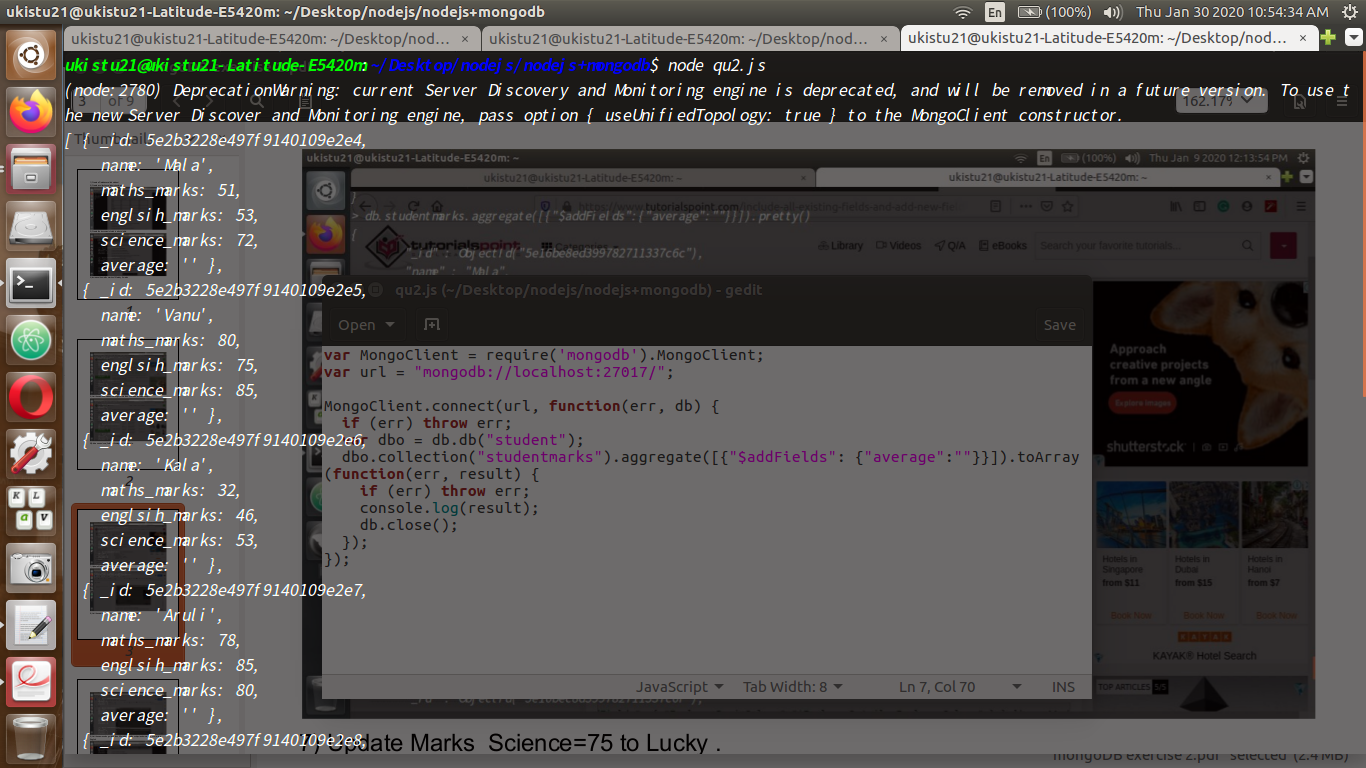 ukistu21@ukistu21-Latitude-E5420m: ~/Desktop/nodejs/nodejs+mongodb
En (100%) Thu Jan 30 2020 10:54:34 AM
ukistu21@ukistu21-Latitude-E5420m: ~/Desktop/nod... × ukistu21@ukistu21-Latitude-E5420m: ~/Desktop/nod... × ukistu21@ukistu21-Latitude-E5420m: ~/Desktop/nod... ×
ukistu21@ukistu21-Latitude-E5420m:~/Desktop/nodejs/nodejs+mongodb$ node qu2.js
(node:2780) DeprecationWarning: current Server Discovery and Monitoring engine is deprecated, and will be removed in a future version. To use t
he new Server Discover and Monitoring engine, pass option { useUnifiedTopology: true } to the MongoClient constructor.
[ { _id: 5e2b3228e497f9140109e2e4,
name: 'Mala',
maths_marks: 51,
englsih_marks: 53,
science_marks: 72,
average: '' },
{ _id: 5e2b3228e497f9140109e2e5,
name: 'Vanu',
maths_marks: 80,
englsih_marks: 75,
science_marks: 85,
average: '' },
{ _id: 5e2b3228e497f9140109e2e6,
name: 'Kala',
maths_marks: 32,
englsih_marks: 46,
science_marks: 53,
average: '' },
{ _id: 5e2b3228e497f9140109e2e7,
name: 'Aruli',
maths_marks: 78,
englsih_marks: 85,
science_marks: 80,
average: '' },
{ _id: 5e2b3228e497f9140109e2e8,
3 of 9
162.17%
ukistu21@ukistu21-Latitude-E5420m: ~
En (100%) Thu Jan 9 2020 12:13:54 PM
ukistu21@ukistu21-Latitude-E5420m: ~ × ukistu21@ukistu21-Latitude-E5420m: ~ ×
> db.studentmarks.aggregate([{"$addFields":{"average":""}}]).pretty()
{
tutorialspoint Categories Library Videos Q/A eBooks Search your favorite tutorials...
"_id" : ObjectId("5e16be8ed399782711337c6c"),
"name" : "Mala",
qu2.js (~/Desktop/nodejs/nodejs+mongodb) - gedit
Open Save
var MongoClient = require('mongodb').MongoClient;
var url = "mongodb://localhost:27017/";
MongoClient.connect(url, function(err, db) {
if (err) throw err;
dbo = db.db("student");
dbo.collection("studentmarks").aggregate([{"$addFields": {"average":""}}]).toArray
(function(err, result) {
if (err) throw err;
console.log(result);
db.close();
});
});
JavaScript Tab Width: 8 Ln 7, Col 70 INS
Approach
creative projects
from a new angle
Explore images
shutterstock
Hotels in Singapore
from $11
Book Now
Hotels in Dubai
from $15
Book Now
Hotels in Hanoi
from $7
Book Now
KAYAK
KAYAK® Hotel Search
TOP ARTICLES
Update Marks Science=75 to Lucky .
mongoDB exercise 2.pdf" selected (2.4 MB)